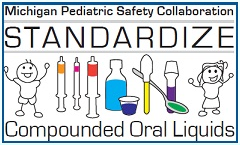 Michigan Pediatric Safety Collaboration
STANDARDIZE
Compounded Oral Liquids